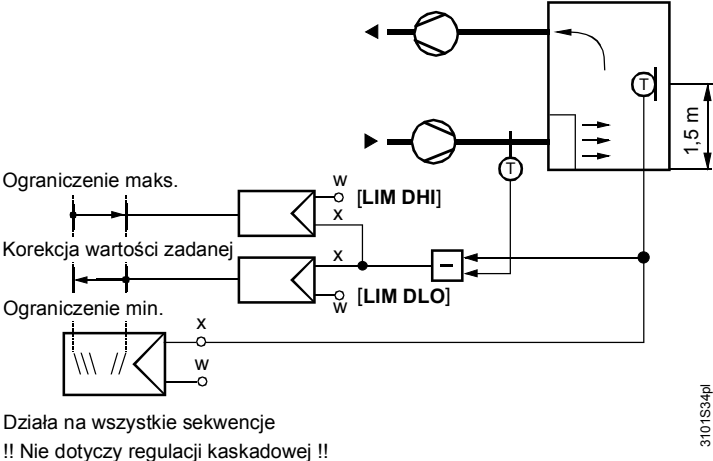 T
1,5 m
T
Ograniczenie maks.
w
[LIM DHI]
x
Korekcja wartości zadanej
x
–
w
[LIM DLO]
Ograniczenie min.
x
w
Działa na wszystkie sekwencje
!! Nie dotyczy regulacji kaskadowej !!
3101S34pl